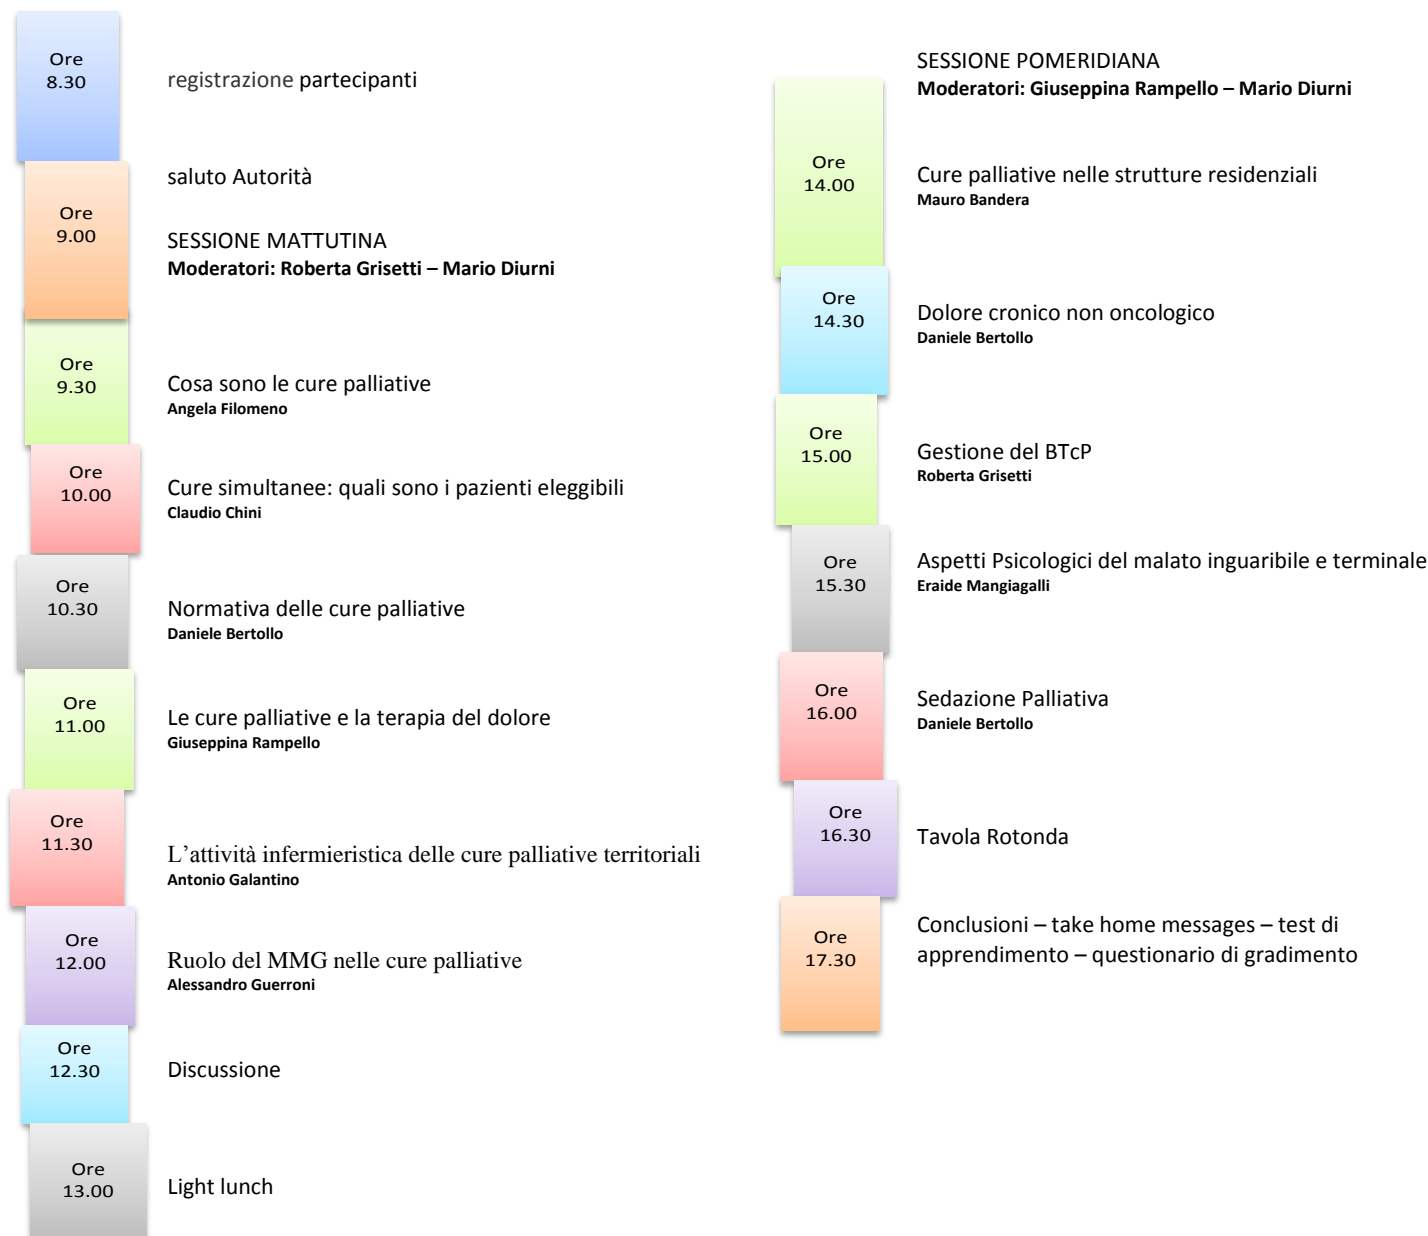 Ore
8.30
registrazione partecipanti
Ore
9.00
saluto Autorità
SESSIONE MATTUTINA
Moderatori: Roberta Grisetti – Mario Diurni
Ore
9.30
Cosa sono le cure palliative
Angela Filomeno
Ore
10.00
Cure simultanee: quali sono i pazienti eleggibili
Claudio Chini
Ore
10.30
Normativa delle cure palliative
Daniele Bertollo
Ore
11.00
Le cure palliative e la terapia del dolore
Giuseppina Rampello
Ore
11.30
L’attività infermieristica delle cure palliative territoriali
Antonio Galantino
Ore
12.00
Ruolo del MMG nelle cure palliative
Alessandro Guerroni
Ore
12.30
Discussione
Ore
13.00
Light lunch
SESSIONE POMERIDIANA
Moderatori: Giuseppina Rampello – Mario Diurni
Ore
14.00
Cure palliative nelle strutture residenziali
Mauro Bandera
Ore
14.30
Dolore cronico non oncologico
Daniele Bertollo
Ore
15.00
Gestione del BTcP
Roberta Grisetti
Ore
15.30
Aspetti Psicologici del malato inguaribile e terminale
Eraide Mangiagalli
Ore
16.00
Sedazione Palliativa
Daniele Bertollo
Ore
16.30
Tavola Rotonda
Ore
17.30
Conclusioni – take home messages – test di
apprendimento – questionario di gradimento